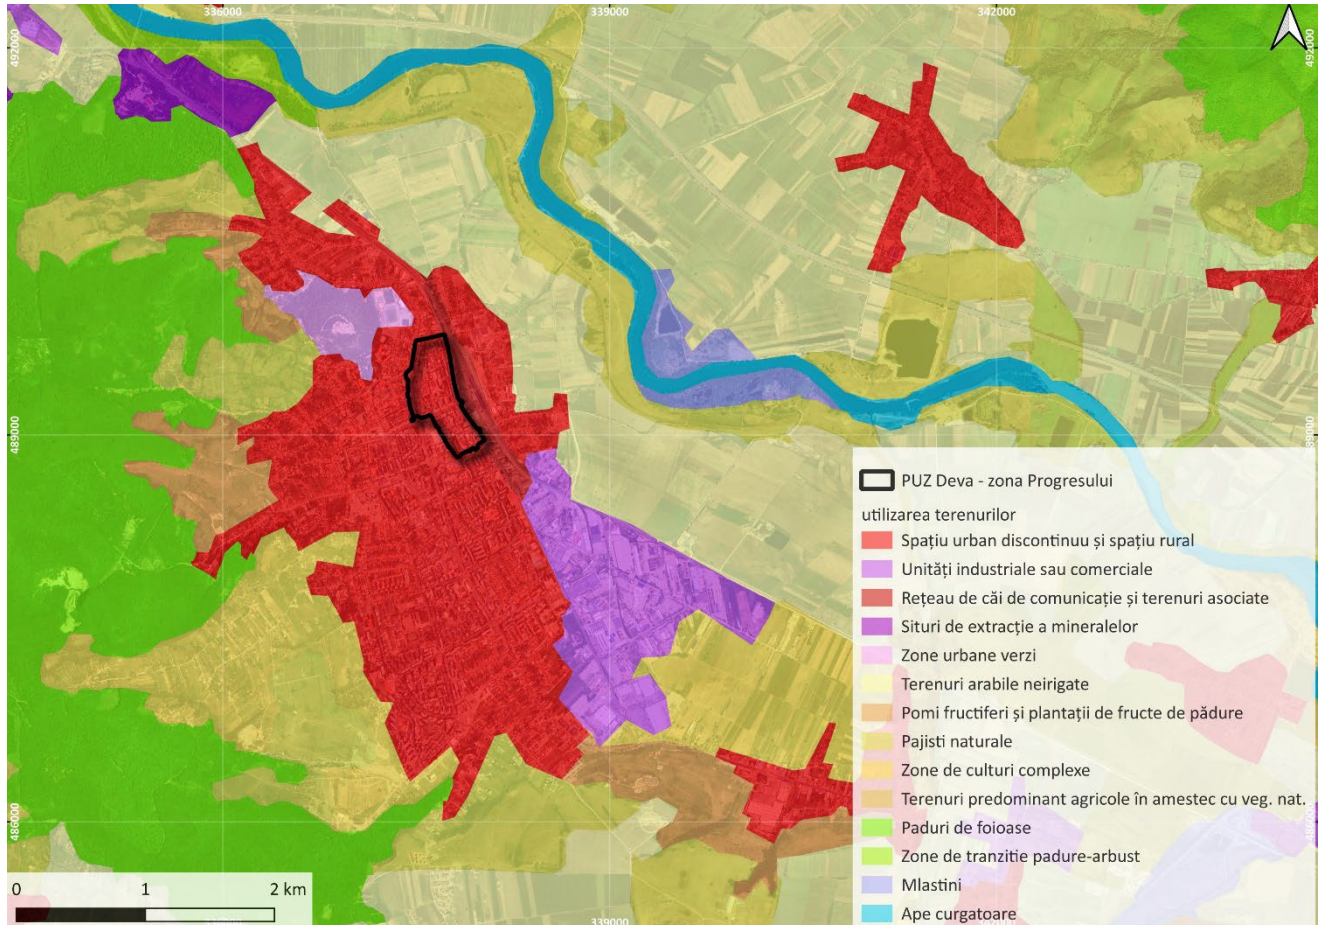 336000
339000
342000
492000
492000
489000
489000
PUZ Deva - zona Progresului
utilizarea terenurilor
Spațiu urban discontinuu și spațiu rural
Unități industriale sau comerciale
Rețeau de căi de comunicație și terenuri asociate
Situri de extracție a mineralelor
Zone urbane verzi
Terenuri arabile neirigate
Pomi fructiferi și plantații de fructe de pădure
Pajisti naturale
Zone de culturi complexe
Terenuri predominant agricole în amestec cu veg. nat.
486000
486000
Paduri de foioase
Zone de tranzitie padure-arbust
Mlastini
Ape curgatoare
0 1 2 km
336000
339000
342000